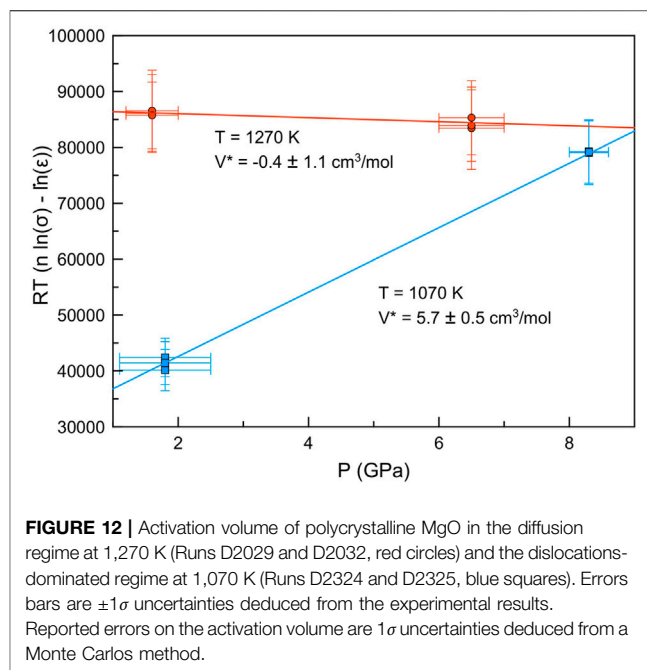 100000
90000
80000
70000
60000
50000
40000
30000
RT (n ln(σ) - l̇n(ε))
T = 1270 K
V* = -0.4 ± 1.1 cm³/mol
T = 1070 K
V* = 5.7 ± 0.5 cm³/mol
2 4 6 8
P (GPa)
FIGURE 12 | Activation volume of polycrystalline MgO in the diffusion
regime at 1,270 K (Runs D2029 and D2032, red circles) and the dislocations-
dominated regime at 1,070 K (Runs D2324 and D2325, blue squares). Errors
bars are ±1σ uncertainties deduced from the experimental results.
Reported errors on the activation volume are 1σ uncertainties deduced from a
Monte Carlos method.